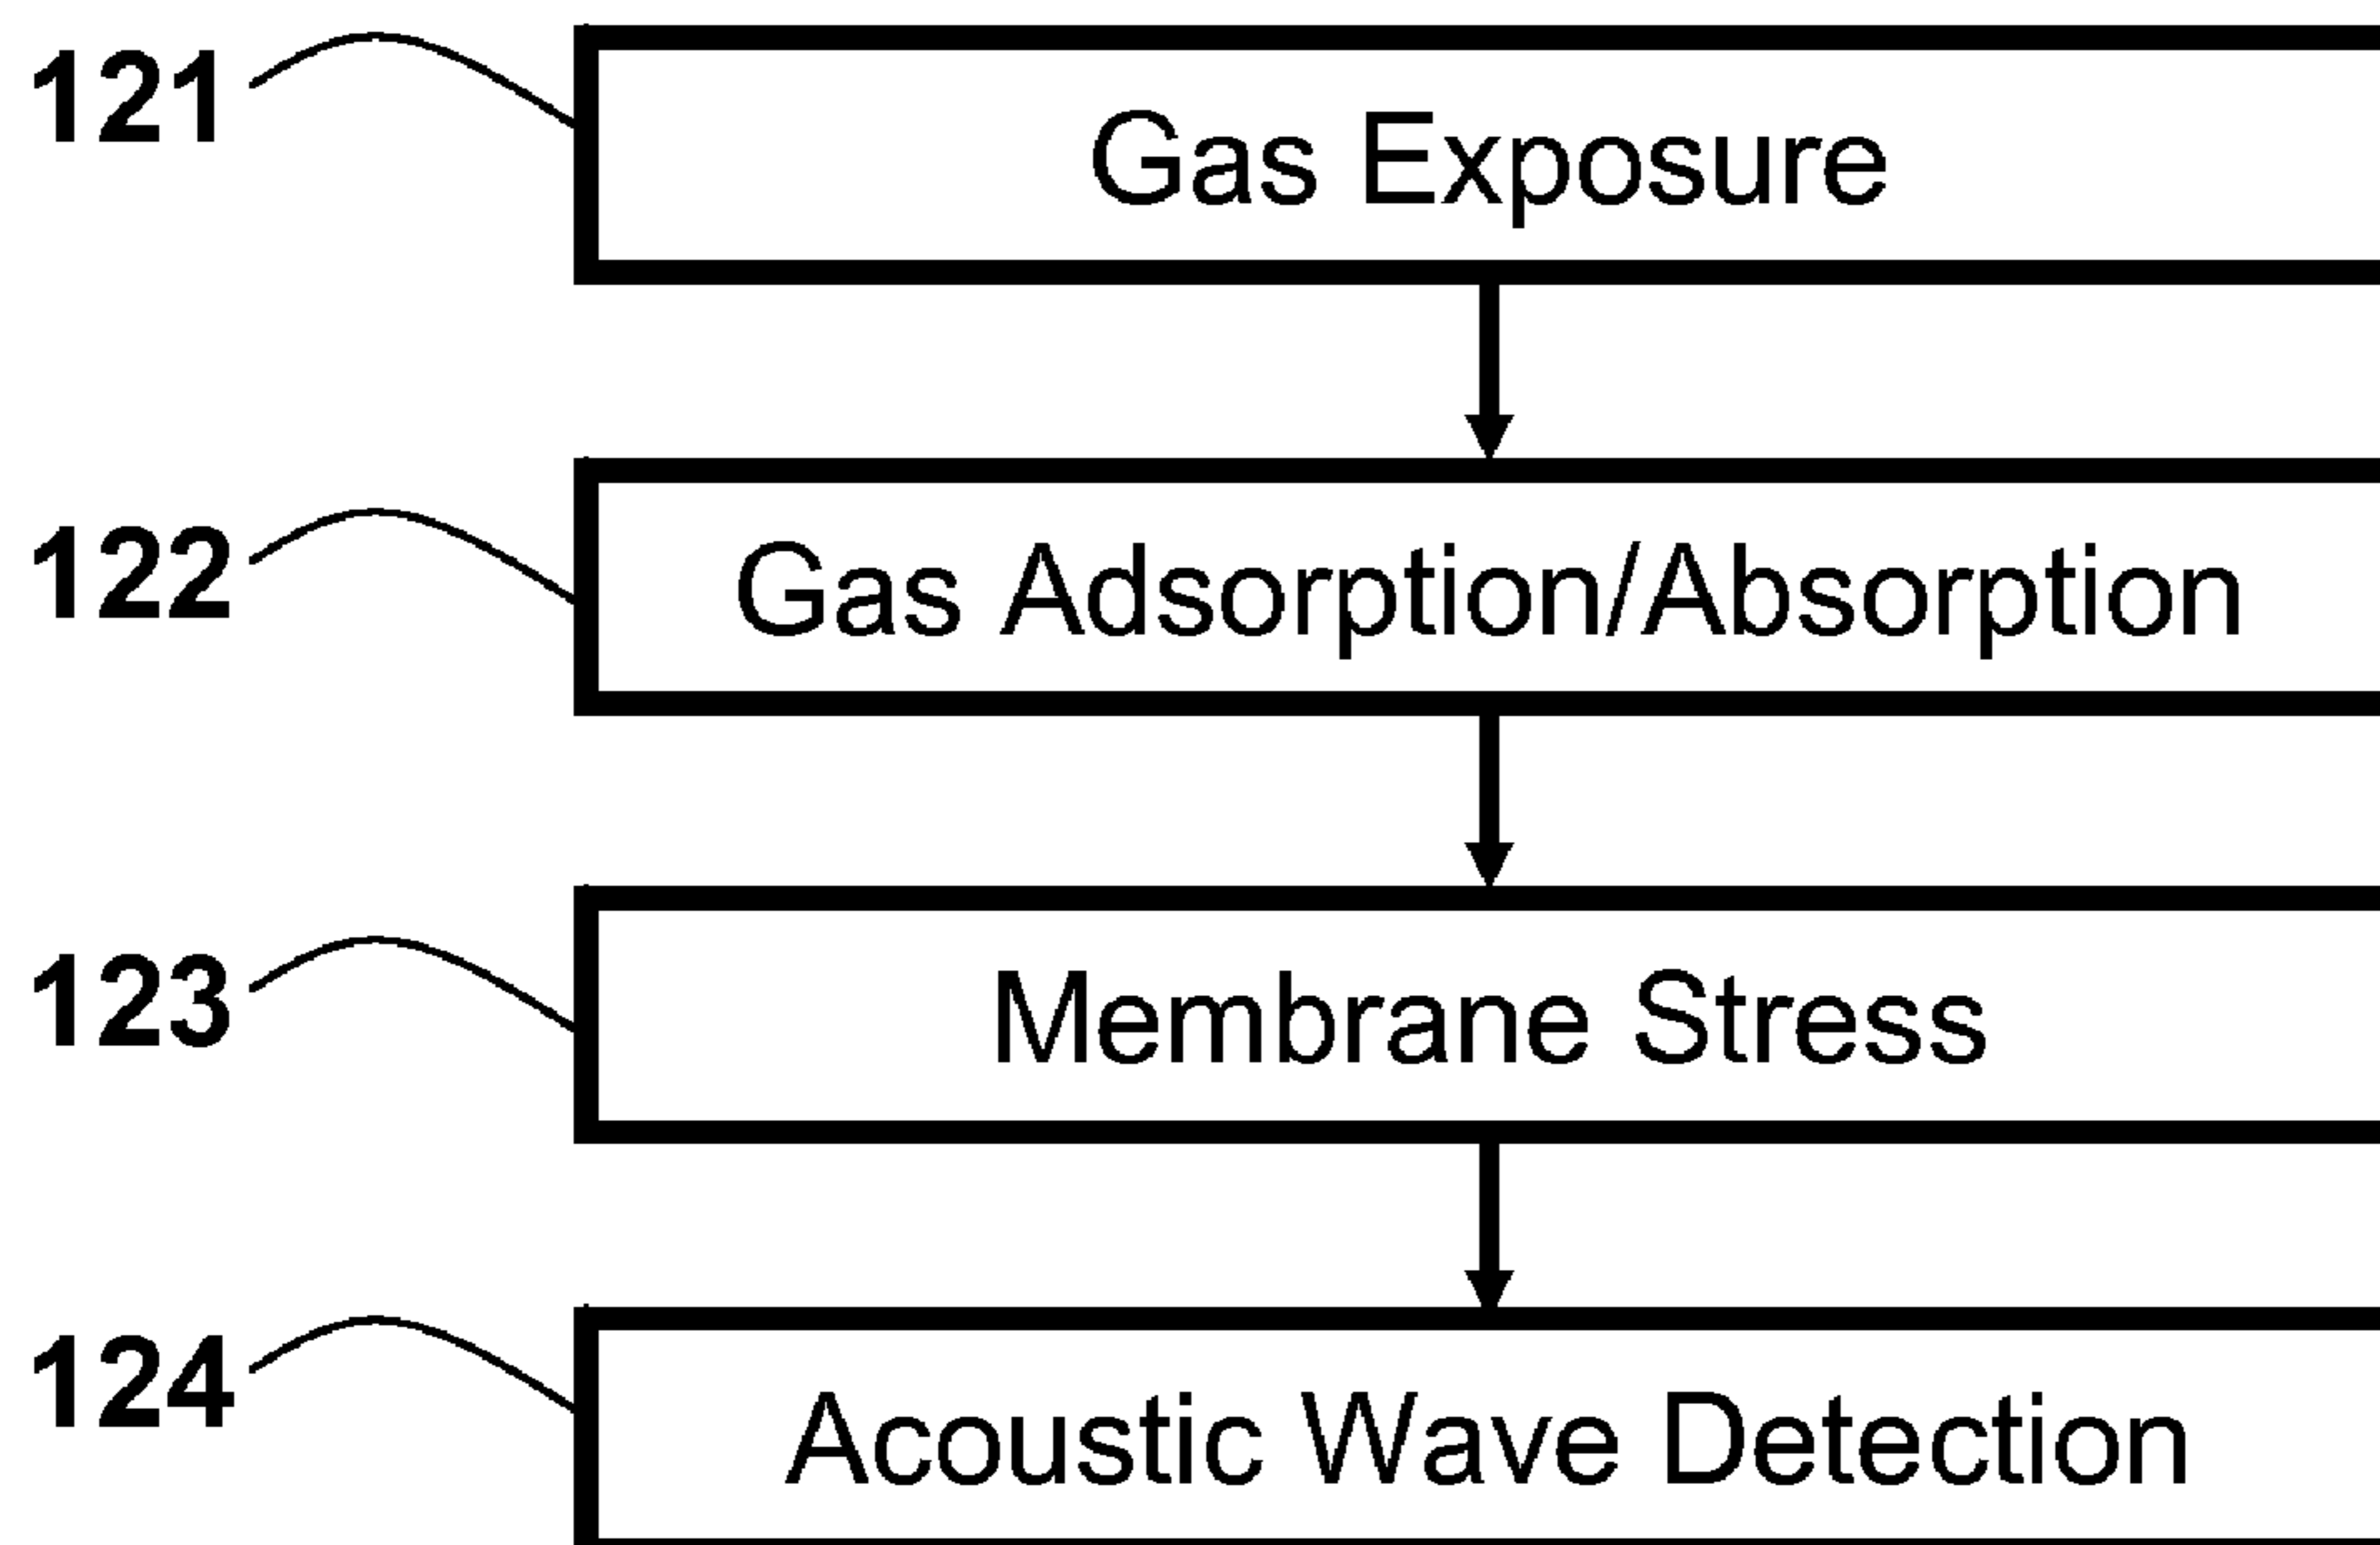 121
Gas Exposure
122
Gas Adsorption/Absorption
123
Membrane Stress
124
Acoustic Wave Detection